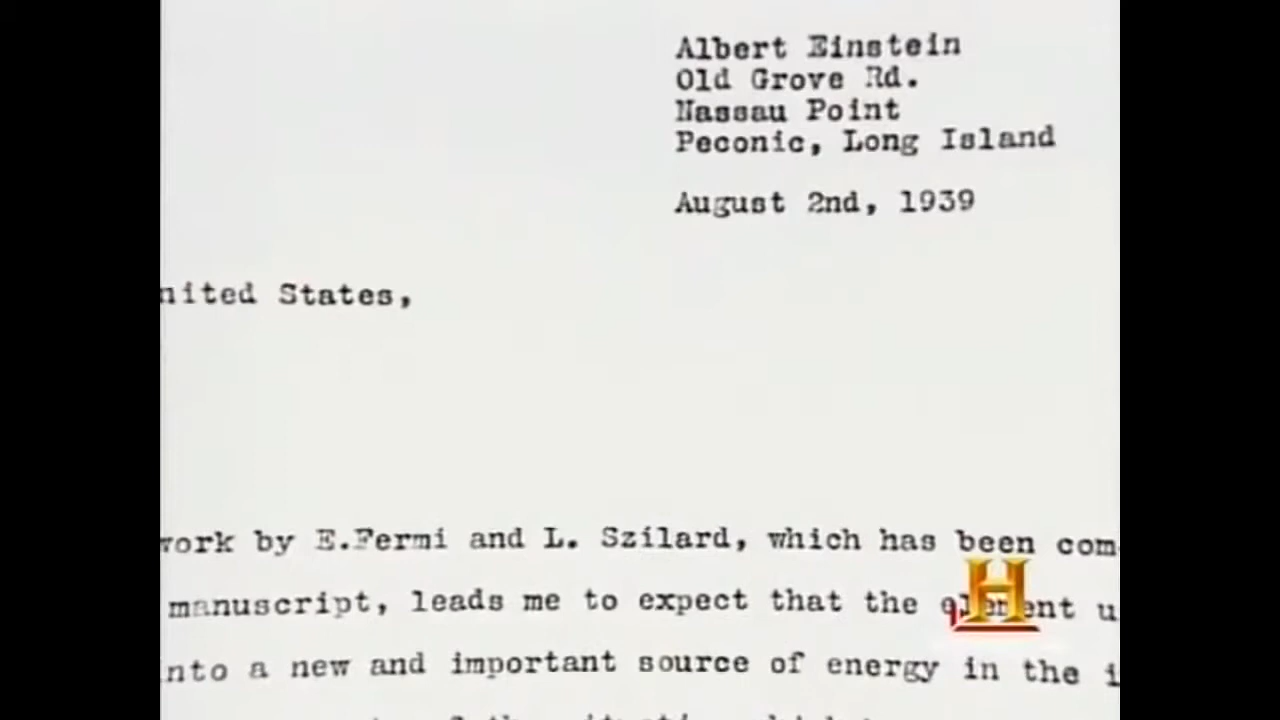 Albert Einstein
Old Grove Rd.
Nassau Point
Peconic, Long Island
August 2nd, 1939
nited States,
work by E.Fermi and L. Szilard, which has been com
manuscript, leads me to expect that the element u
into a new and important source of energy in the i
H